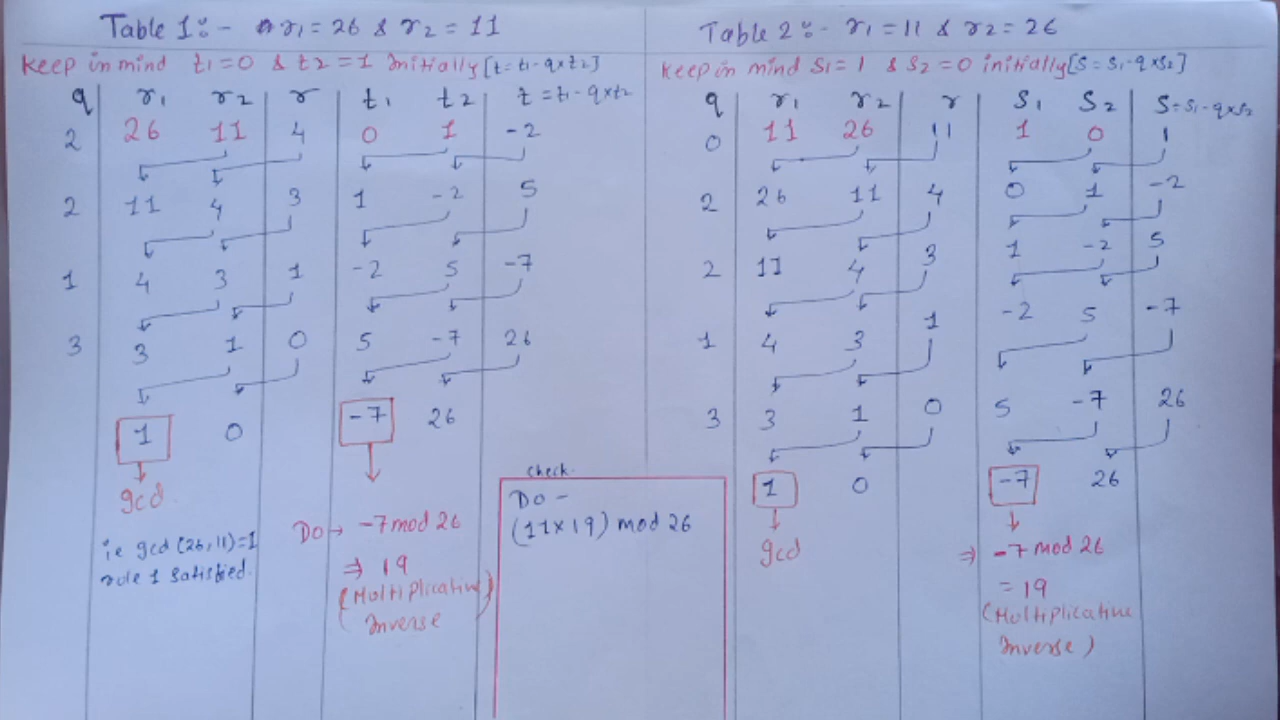 Table 1:- r1 = 26 & r2 = 11
Keep in mind t1=0 & t2=1 Initially [t=t1-q×t2]
q r1 r2 r t1 t2 t=t1-q×t2
2 26 11 4 0 1 -2
2 11 4 3 1 -2 5
1 4 3 1 -2 5 -7
3 3 1 0 5 -7 26
1 0 -7 26
gcd
ie gcd (26,11)=1
rule 1 satisfied.
Do → -7 mod 26
⇒ 19
(Multiplicative)
( Inverse
check
Do -
(11×19) mod 26
Table 2:- r1 = 11 & r2 = 26
Keep in mind S1=1 & S2=0 initially [S=S1-q×S2]
q r1 r2 r S1 S2 S=S1-q×S2
0 11 26 11 1 0 1
2 26 11 4 0 1 -2
2 11 4 3 1 -2 5
1 4 3 1 -2 5 -7
3 3 1 0 5 -7 26
1 0 -7 26
gcd
⇒ -7 mod 26
= 19
(Multiplicative
Inverse)